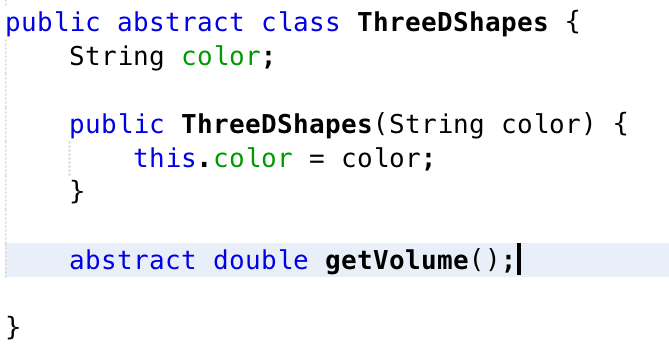 public abstract class ThreeDShapes {
    String color;
    public ThreeDShapes(String color) {
        this.color = color;
    }
    abstract double getVolume();
}